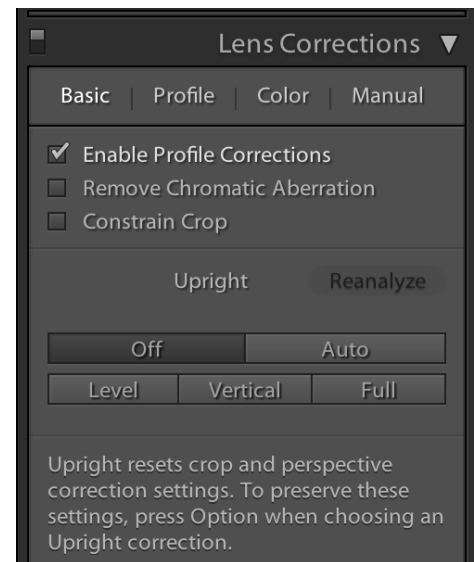 Lens Corrections
Basic | Profile | Color | Manual
Enable Profile Corrections
Remove Chromatic Aberration
Constrain Crop
Upright Reanalyze
Off Auto
Level Vertical Full
Upright resets crop and perspective
correction settings. To preserve these
settings, press Option when choosing an
Upright correction.